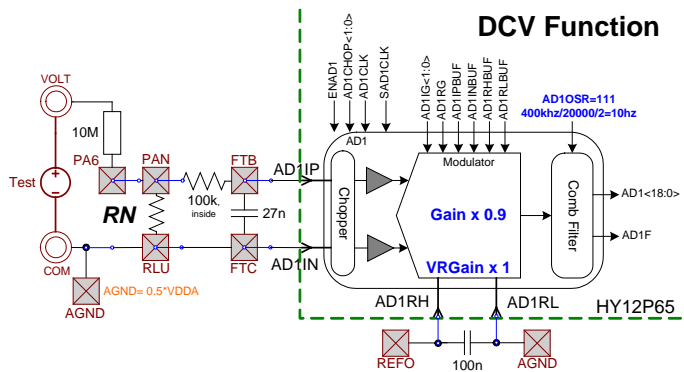 DCV Function
ENAD1
AD1CHOP<1:0>
AD1CLK
SAD1CLK
AD1IG<1:0>
AD1RG
AD1IPBUF
AD1INBUF
AD1RHBUF
AD1RLBUF
AD1OSR=111
400khz/20000/2=10hz
VOLT
10M
PA6
PAN
FTB
AD1IP
AD1
Modulator
Test
RN
100k,
inside
27n
Chopper
Gain x 0.9
Comb Filter
AD1<18:0>
AD1F
COM
RLU
FTC
AD1IN
VRGain x 1
AGND= 0.5*VDDA
AGND
AD1RH
AD1RL
HY12P65
REFO
100n
AGND